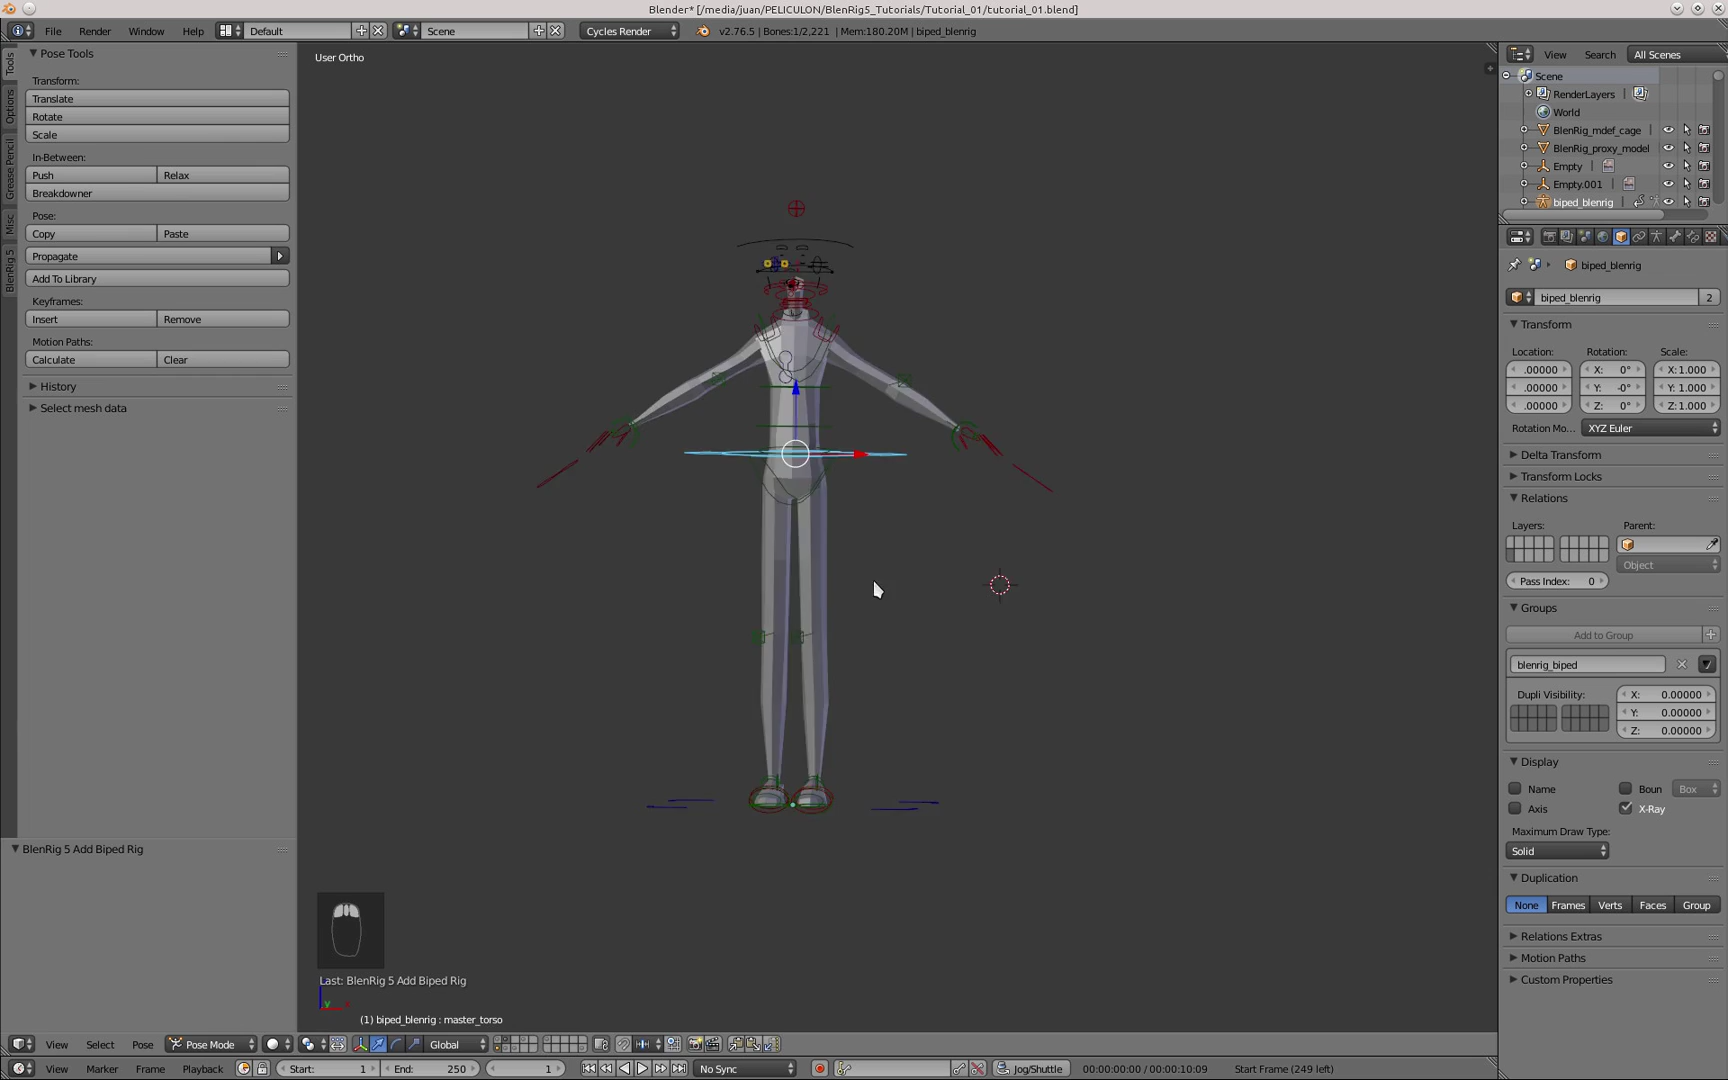 Blender* [/media/juan/PELICULON/BlenRig5_Tutorials/Tutorial_01/tutorial_01.blend]
File Render Window Help Default Scene Cycles Render v2.76.5 | Bones:1/2,221 | Mem:180.20M | biped_blenrig
Tools
Options
Grease Pencil
Misc
BlenRig 5
Pose Tools
Transform:
Translate
Rotate
Scale
In-Between:
Push Relax
Breakdowner
Pose:
Copy Paste
Propagate
Add To Library
Keyframes:
Insert Remove
Motion Paths:
Calculate Clear
History
Select mesh data
BlenRig 5 Add Biped Rig
User Ortho
Last: BlenRig 5 Add Biped Rig
y
(1) biped_blenrig : master_torso
View Search All Scenes
Scene
RenderLayers
World
BlenRig_mdef_cage
BlenRig_proxy_model
Empty
Empty.001
biped_blenrig
biped_blenrig
biped_blenrig 2
Transform
Location: Rotation: Scale:
.00000 X: 0° X:1.000
.00000 Y: -0° Y: 1.000
.00000 Z: 0° Z:1.000
Rotation Mo... XYZ Euler
Delta Transform
Transform Locks
Relations
Layers: Parent:
Object
Pass Index: 0
Groups
Add to Group
blenrig_biped
Dupli Visibility: X: 0.00000
Y: 0.00000
Z: 0.00000
Display
Name Boun Box
Axis X-Ray
Maximum Draw Type:
Solid
Duplication
None Frames Verts Faces Group
Relations Extras
Motion Paths
Custom Properties
View Select Pose Pose Mode Global
View Marker Frame Playback Start: 1 End: 250 1 No Sync Jog/Shuttle 00:00:00:00 / 00:00:10:09 Start Frame (249 left)